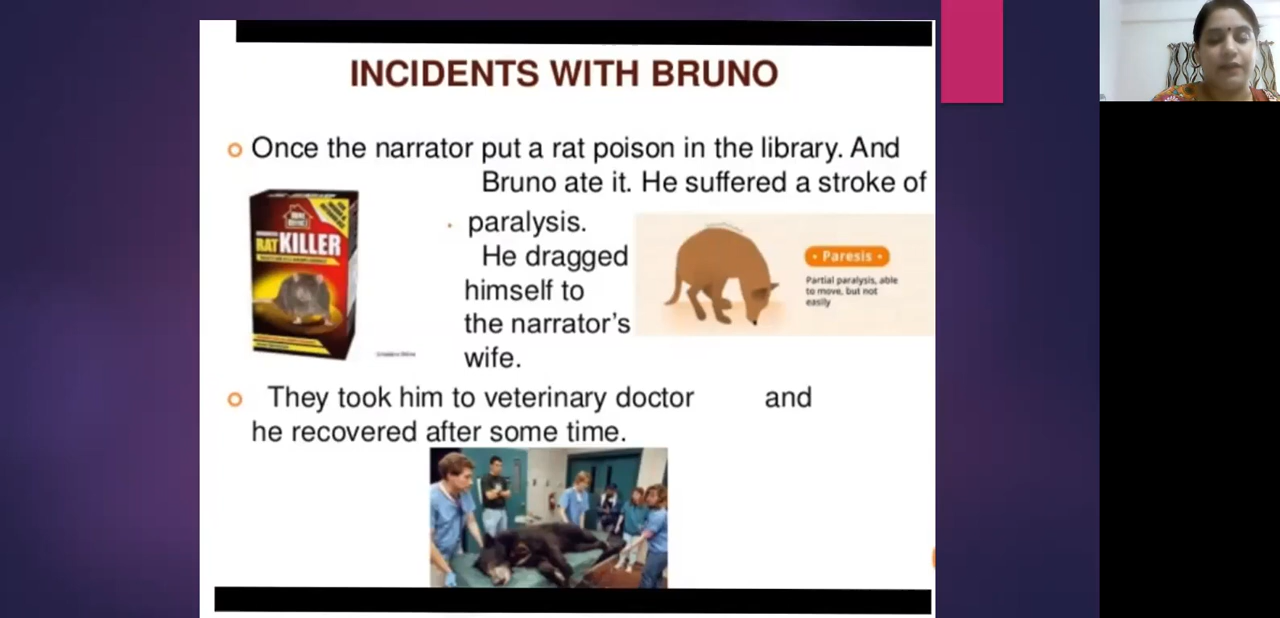 INCIDENTS WITH BRUNO
Once the narrator put a rat poison in the library. And
Bruno ate it. He suffered a stroke of
paralysis.
He dragged
himself to
the narrator's
wife.
RAT KILLER
• Paresis •
Partial paralysis, able
to move, but not
easily
They took him to veterinary doctor and
he recovered after some time.